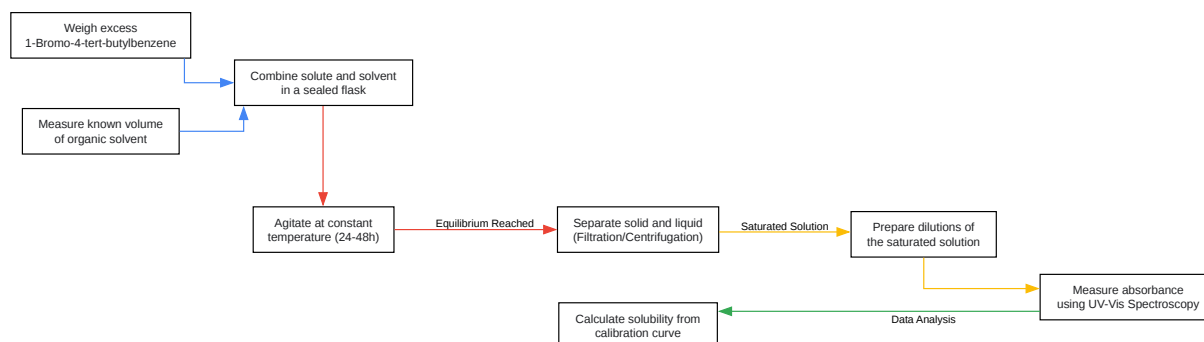 Weigh excess
1-Bromo-4-tert-butylbenzene
Combine solute and solvent
in a sealed flask
Measure known volume
of organic solvent
Agitate at constant
temperature (24-48h)
Equilibrium Reached
Separate solid and liquid
(Filtration/Centrifugation)
Saturated Solution
Prepare dilutions of
the saturated solution
Measure absorbance
using UV-Vis Spectroscopy
Data Analysis
Calculate solubility from
calibration curve